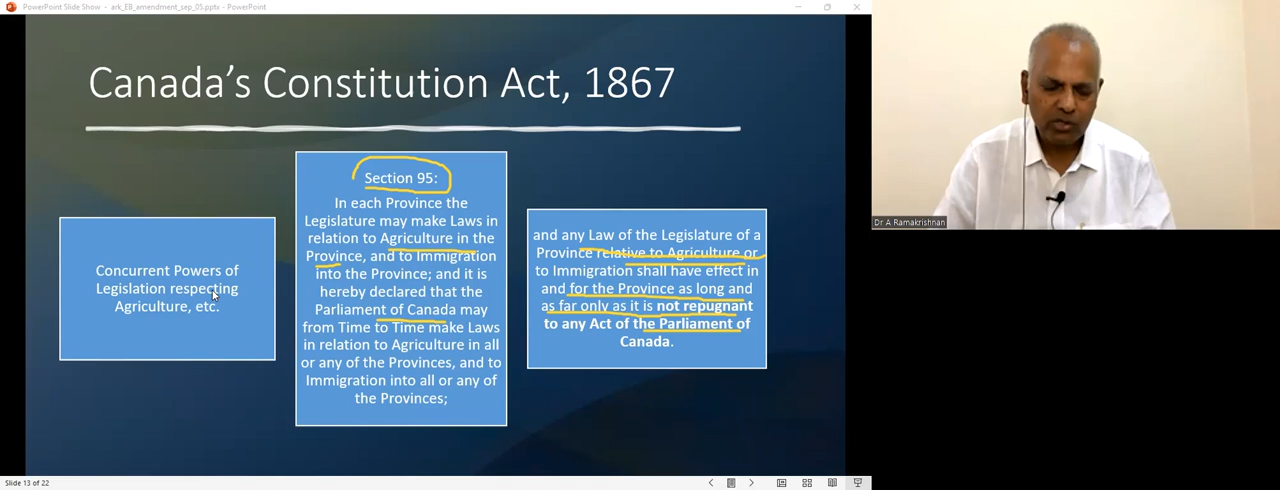 PowerPoint Slide Show - ark_EB_amendment_sep_05.pptx - PowerPoint
Canada's Constitution Act, 1867
Concurrent Powers of
Legislation respecting
Agriculture, etc.
Section 95:
In each Province the
Legislature may make Laws in
relation to Agriculture in the
Province, and to Immigration
into the Province; and it is
hereby declared that the
Parliament of Canada may
from Time to Time make Laws
in relation to Agriculture in all
or any of the Provinces, and to
Immigration into all or any of
the Provinces;
and any Law of the Legislature of a
Province relative to Agriculture or
to Immigration shall have effect in
and for the Province as long and
as far only as it is not repugnant
to any Act of the Parliament of
Canada.
Dr A Ramakrishnan
Slide 13 of 22